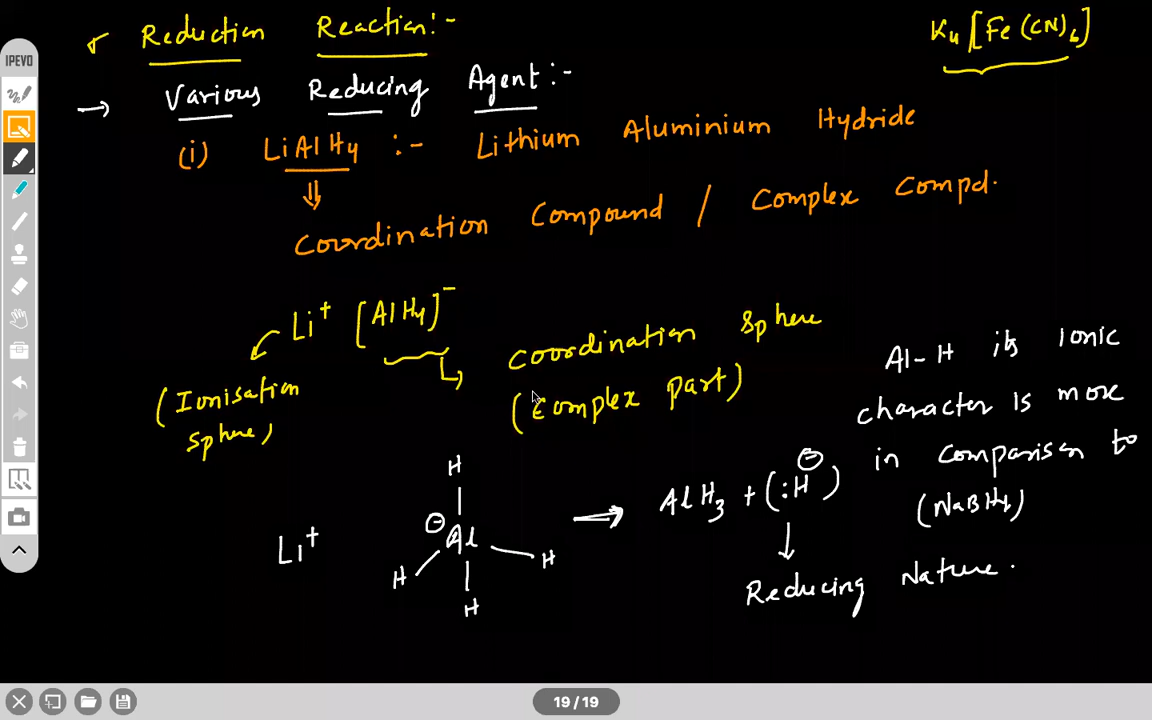 Reduction Reaction:-
K4[Fe(CN)6]
→ Various Reducing Agent:-
(i) LiAlH4 :- Lithium Aluminium Hydride
⇓
Coordination Compound / Complex Compd.
Li+ [AlH4]−
(Ionisation
Sphere)
Coordination Sphere
(Complex part)
Al-H its Ionic
character is more
in comparison to
(NaBH4)
Li+
H
⊖
Al
H
H
H
→ AlH3 + (:H⊖)
↓
Reducing Nature.
IPEVO
19 / 19